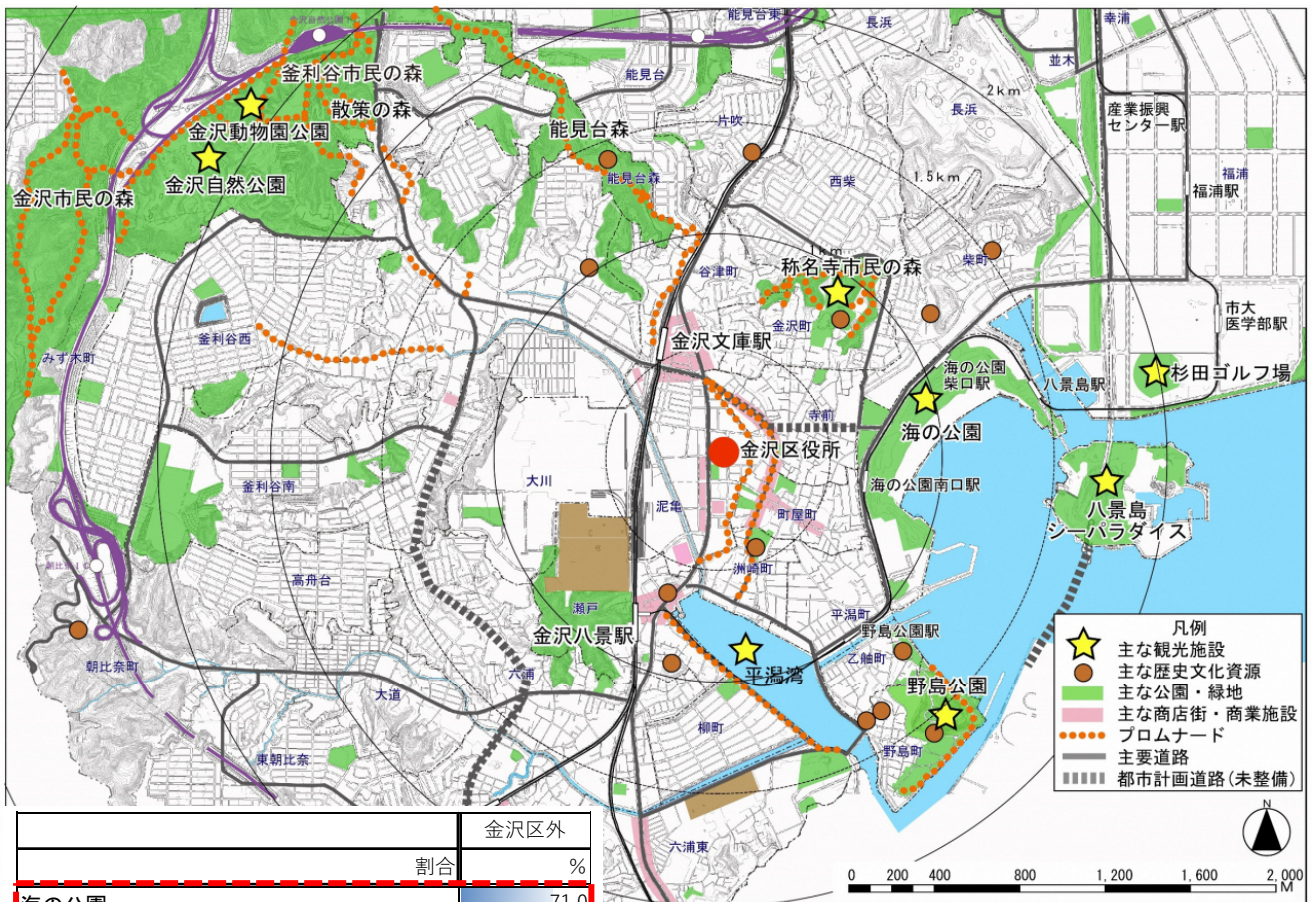 能見台東
長浜
幸浦
釜利谷市民の森
能見台
並木
2km
散策の森
金沢動物園公園
能見台森
片吹
長浜
産業振興
センター駅
金沢自然公園
能見台森
西柴
1.5km
福浦
福浦駅
金沢市民の森
1km
柴町
谷津町
称名寺市民の森
金沢町
市大
医学部駅
釜利谷西
みず木町
金沢文庫駅
海の公園
柴口駅
八景島駅
杉田ゴルフ場
寺前
海の公園
金沢区役所
釜利谷南
大川
泥亀
海の公園南口駅
町屋町
八景島
シーパラダイス
洲崎町
高舟台
瀬戸
平潟町
金沢八景駅
野島公園駅
乙舳町
朝比奈町
六浦
平潟湾
野島公園
大道
柳町
野島町
東朝比奈
六浦東
凡例
主な観光施設
主な歴史文化資源
主な公園・緑地
主な商店街・商業施設
プロムナード
主要道路
都市計画道路(未整備)
N
0 200 400 800 1,200 1,600 2,000
M
金沢区外
割合 %
海の公園 71.0